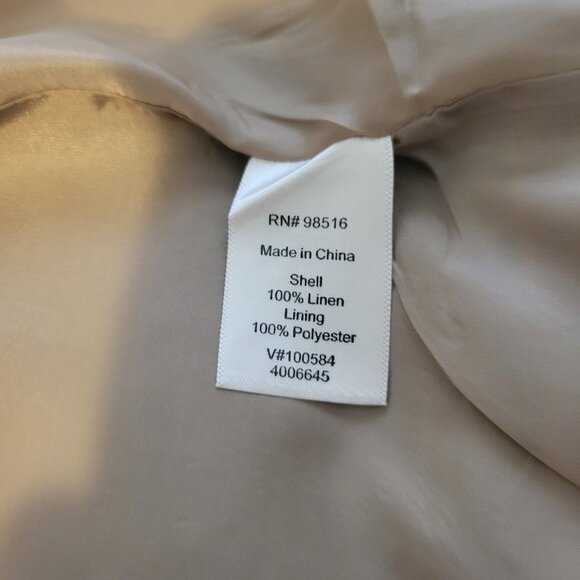 RN# 98516
Made in China
Shell
100% Linen
Lining
100% Polyester
V#100584
4006645